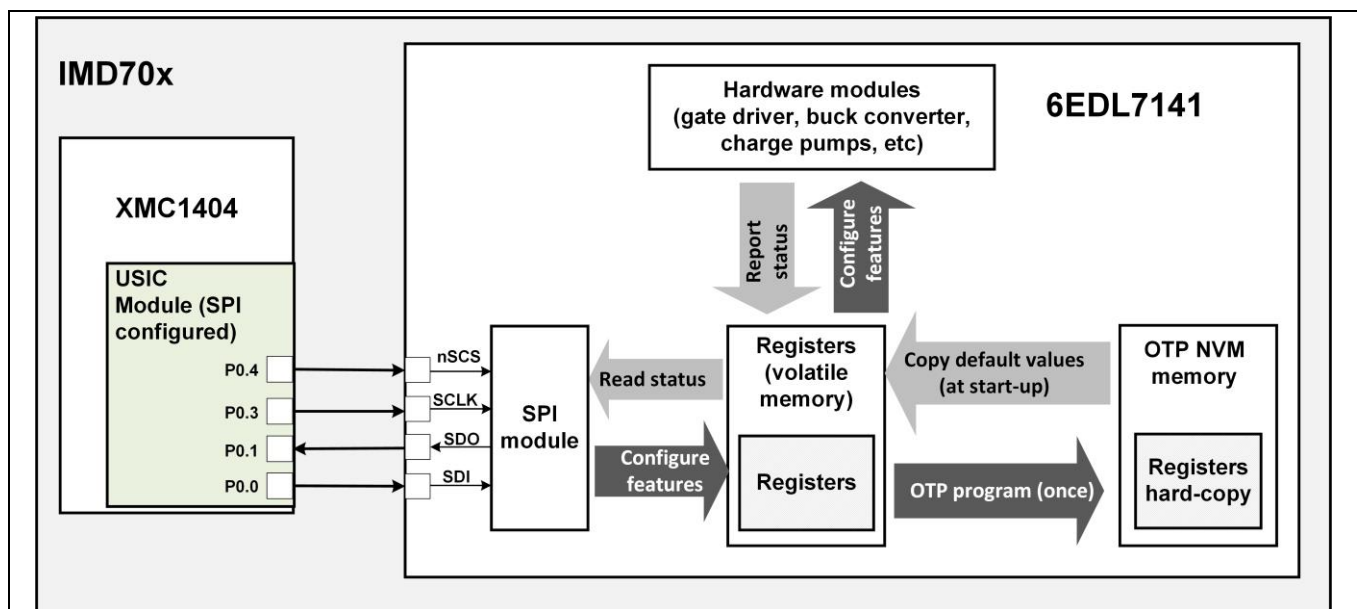 IMD70x
6EDL7141
Hardware modules
(gate driver, buck converter,
charge pumps, etc)
XMC1404
USIC
Module (SPI
configured)
P0.4
P0.3
P0.1
P0.0
nSCS
SCLK
SDO
SDI
SPI
module
Report
status
Configure
features
Read status
Configure
features
Registers
(volatile
memory)
Registers
Copy default values
(at start-up)
OTP program (once)
OTP NVM
memory
Registers
hard-copy